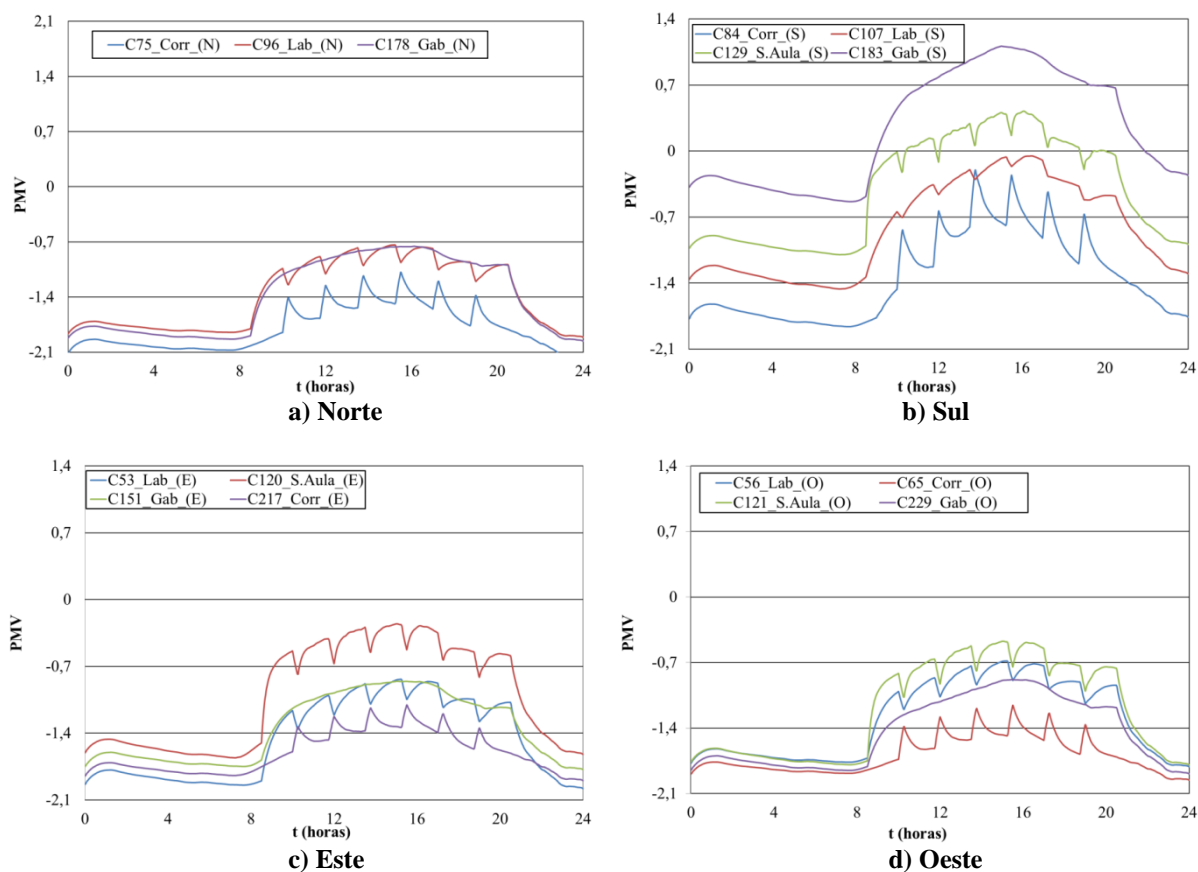 2,1
1,4
0,7
0
-0,7
-1,4
-2,1
PMV
C75_Corr_(N) C96_Lab_(N) C178_Gab_(N)
0 4 8 12 16 20 24
t (horas)
a) Norte
1,4
0,7
0
-0,7
-1,4
-2,1
PMV
C84_Corr_(S) C107_Lab_(S)
C129_S.Aula_(S) C183_Gab_(S)
0 4 8 12 16 20 24
t (horas)
b) Sul
1,4
0,7
0
-0,7
-1,4
-2,1
PMV
C53_Lab_(E) C120_S.Aula_(E)
C151_Gab_(E) C217_Corr_(E)
0 4 8 12 16 20 24
t (horas)
c) Este
1,4
0,7
0
-0,7
-1,4
-2,1
PMV
C56_Lab_(O) C65_Corr_(O)
C121_S.Aula_(O) C229_Gab_(O)
0 4 8 12 16 20 24
t (horas)
d) Oeste